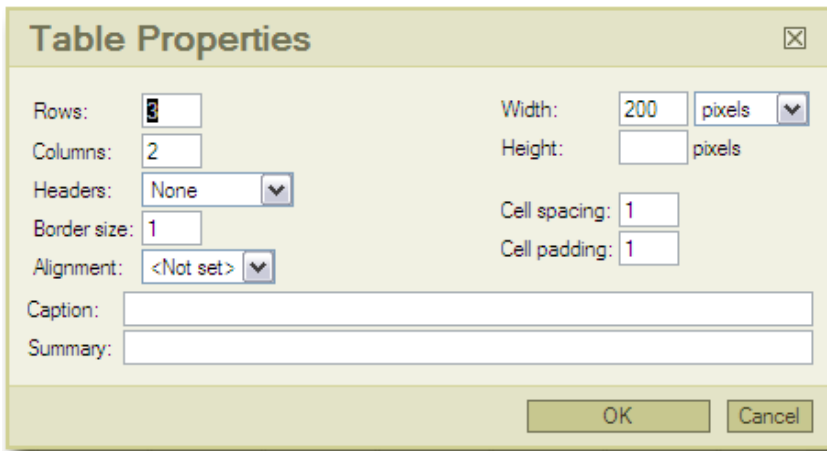 Table Properties
Rows: 3
Width: 200 pixels
Columns: 2
Height: pixels
Headers: None
Cell spacing: 1
Border size: 1
Cell padding: 1
Alignment: <Not set>
Caption:
Summary:
OK Cancel